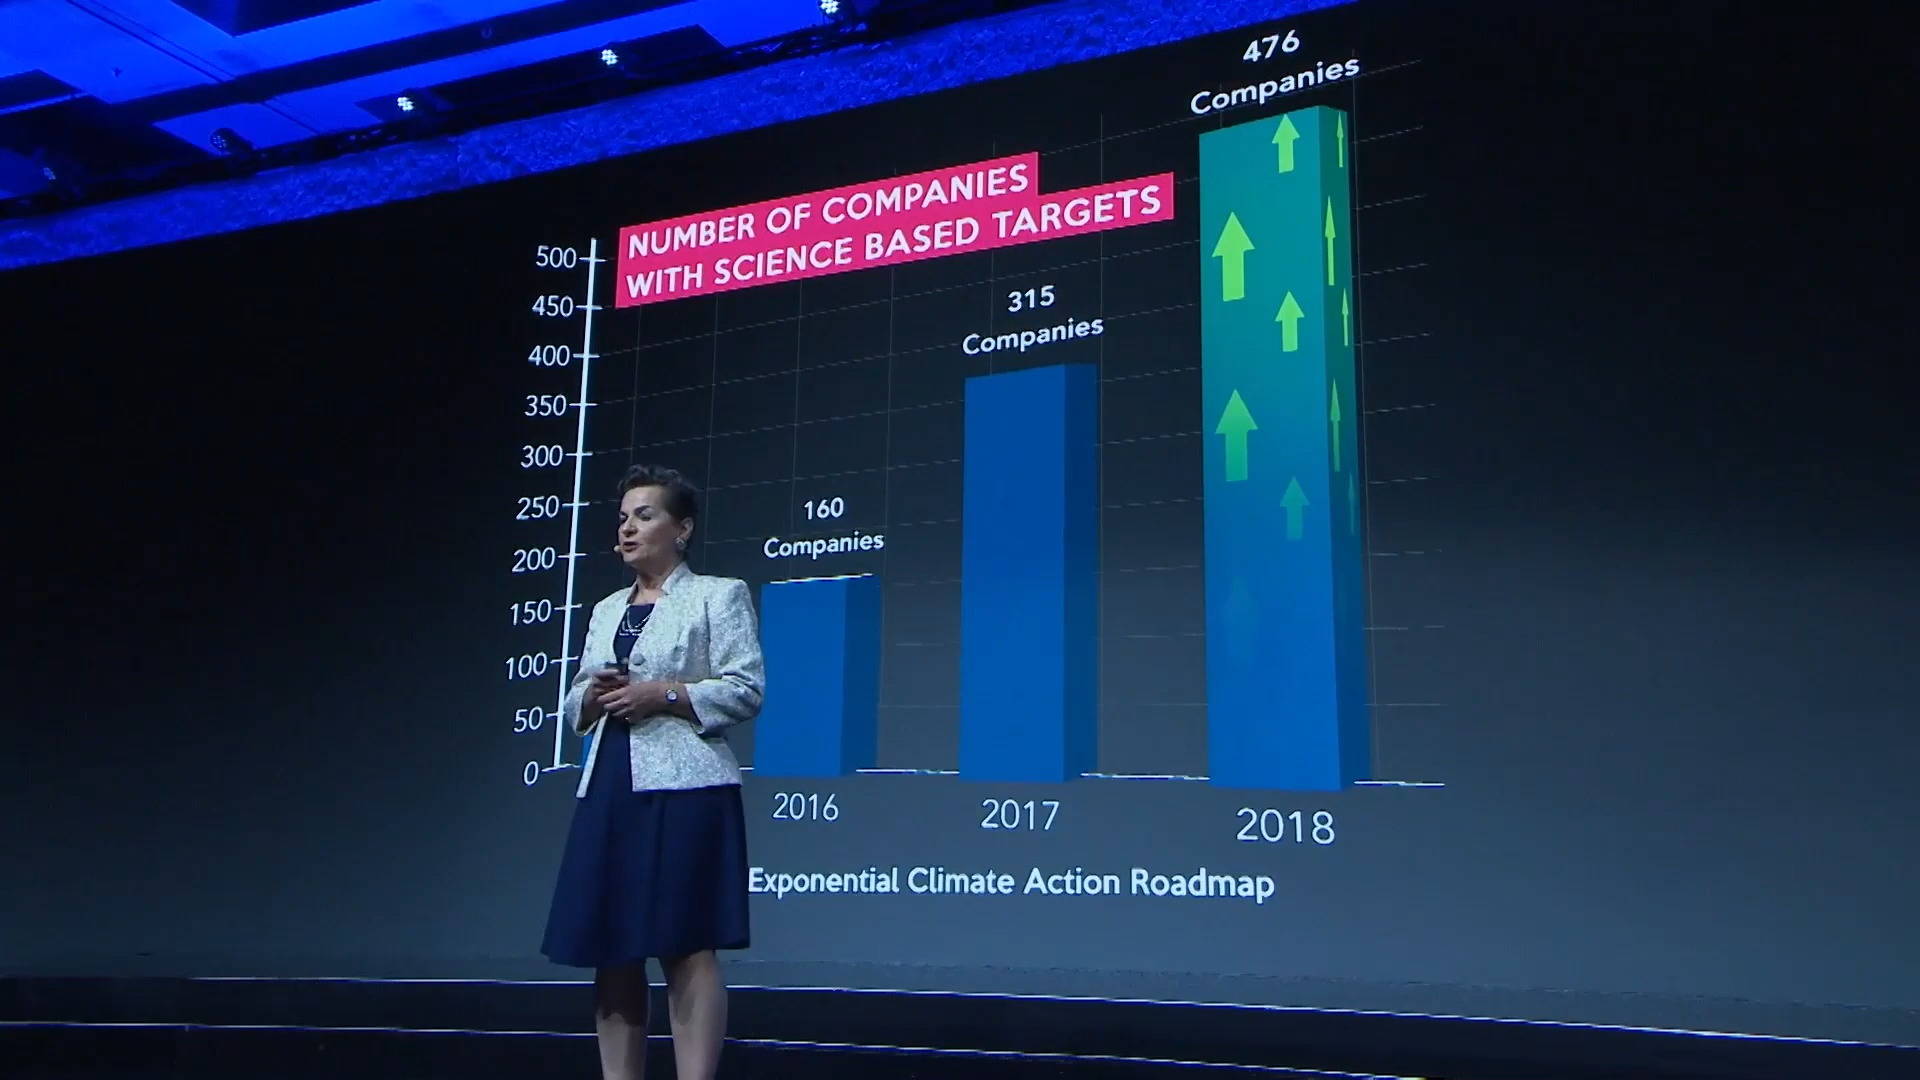 476
Companies
NUMBER OF COMPANIES
WITH SCIENCE BASED TARGETS
315
Companies
160
Companies
500
450
400
350
300
250
200
150
100
50
0
2016
2017
2018
Exponential Climate Action Roadmap